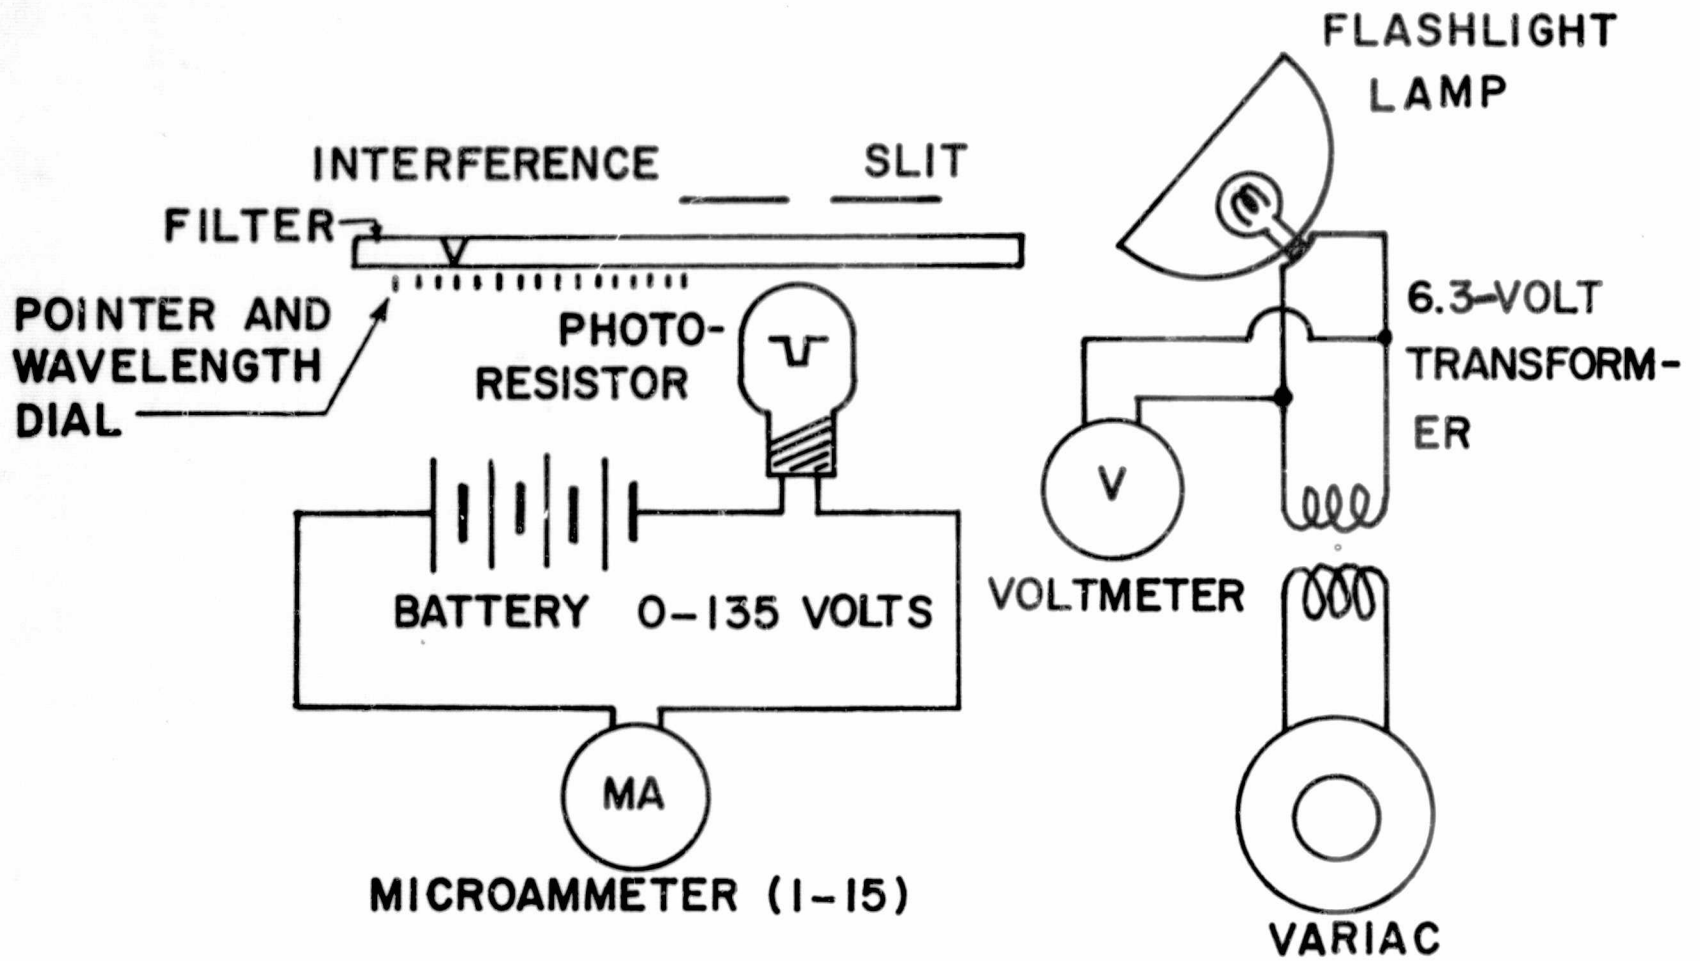 FLASHLIGHT
LAMP
INTERFERENCE
SLIT
FILTER
POINTER AND
WAVELENGTH
DIAL
PHOTO-
RESISTOR
6.3-VOLT
TRANSFORM-
ER
V
VOLTMETER
BATTERY 0-135 VOLTS
MA
MICROAMMETER (1-15)
VARIAC